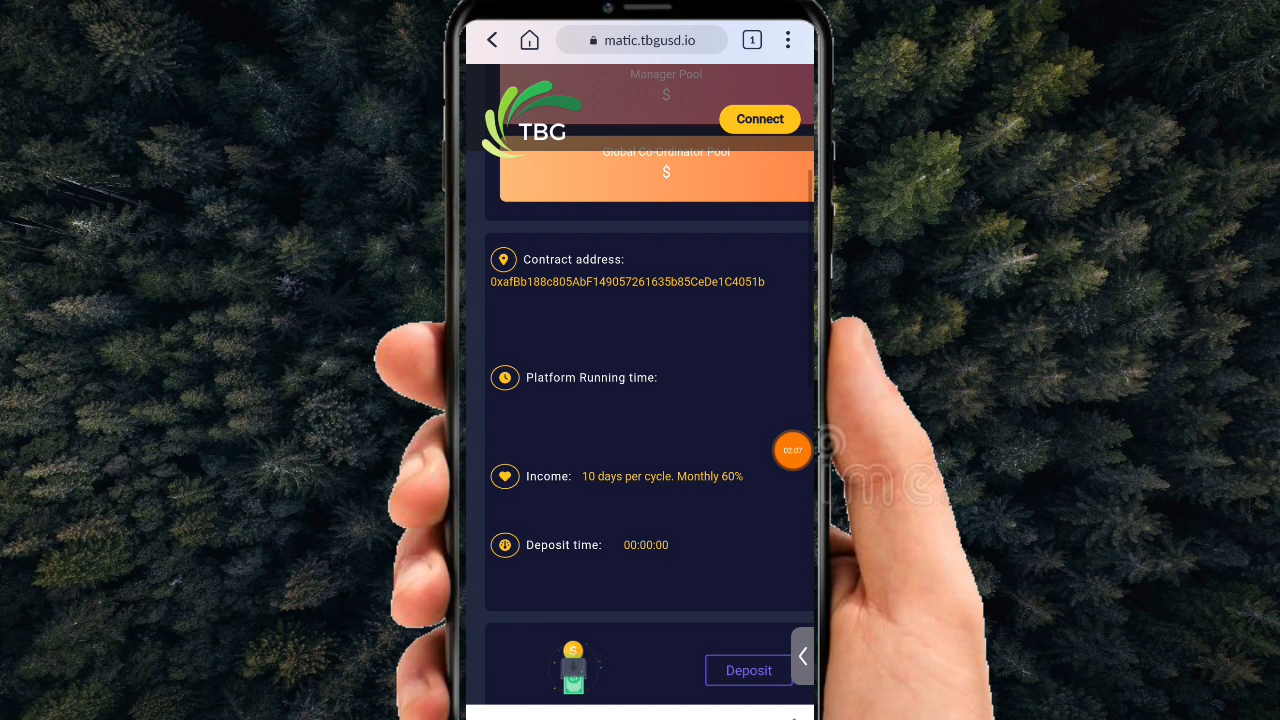 matic.tbgusd.io
1
Manager Pool
$
TBG
Connect
Global Co-Ordinator Pool
$
Contract address:
0xafBb188c805AbF149057261635b85CeDe1C4051b
Platform Running time:
02:07
Income: 10 days per cycle. Monthly 60%
Deposit time: 00:00:00
Deposit